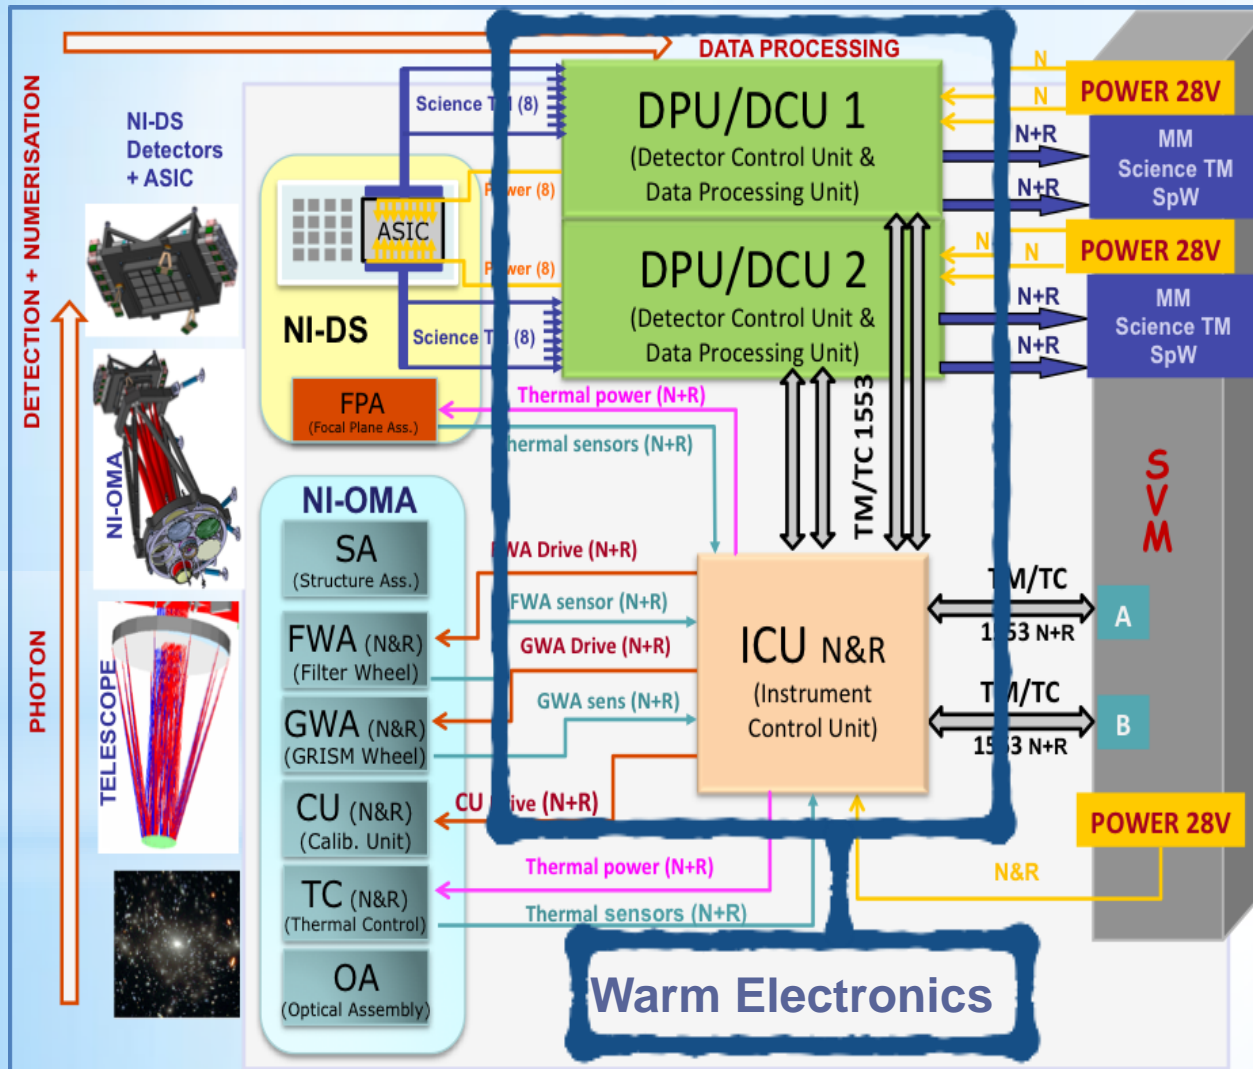 DATA PROCESSING
DETECTION + NUMERISATION
PHOTON
NI-DS
Detectors
+ ASIC
NI-OMA
TELESCOPE
Science T (8)
Power (8)
ASIC
Power (8)
Science T (8)
NI-DS
FPA
(Focal Plane Ass.)
DPU/DCU 1
(Detector Control Unit &
Data Processing Unit)
DPU/DCU 2
(Detector Control Unit &
Data Processing Unit)
N
N
POWER 28V
N+R
N+R
MM
Science TM
SpW
N
N
POWER 28V
N+R
N+R
MM
Science TM
SpW
Thermal power (N+R)
Thermal sensors (N+R)
TM/TC 1553
SVM
NI-OMA
SA
(Structure Ass.)
FWA (N&R)
(Filter Wheel)
GWA (N&R)
(GRISM Wheel)
CU (N&R)
(Calib. Unit)
TC (N&R)
(Thermal Control)
OA
(Optical Assembly)
FWA Drive (N+R)
FWA sensor (N+R)
GWA Drive (N+R)
GWA sens (N+R)
CU Drive (N+R)
Thermal power (N+R)
Thermal sensors (N+R)
ICU N&R
(Instrument
Control Unit)
TM/TC
1553 N+R
A
TM/TC
1553 N+R
B
POWER 28V
N&R
Warm Electronics